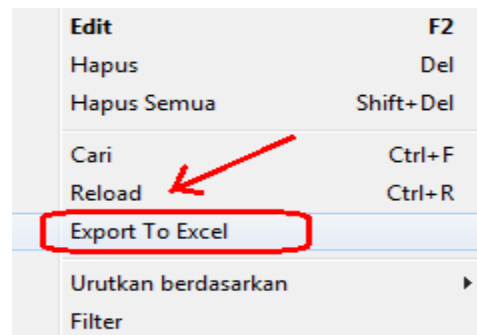 Edit F2
Hapus Del
Hapus Semua Shift+Del
Cari Ctrl+F
Reload Ctrl+R
Export To Excel
Urutkan berdasarkan
Filter